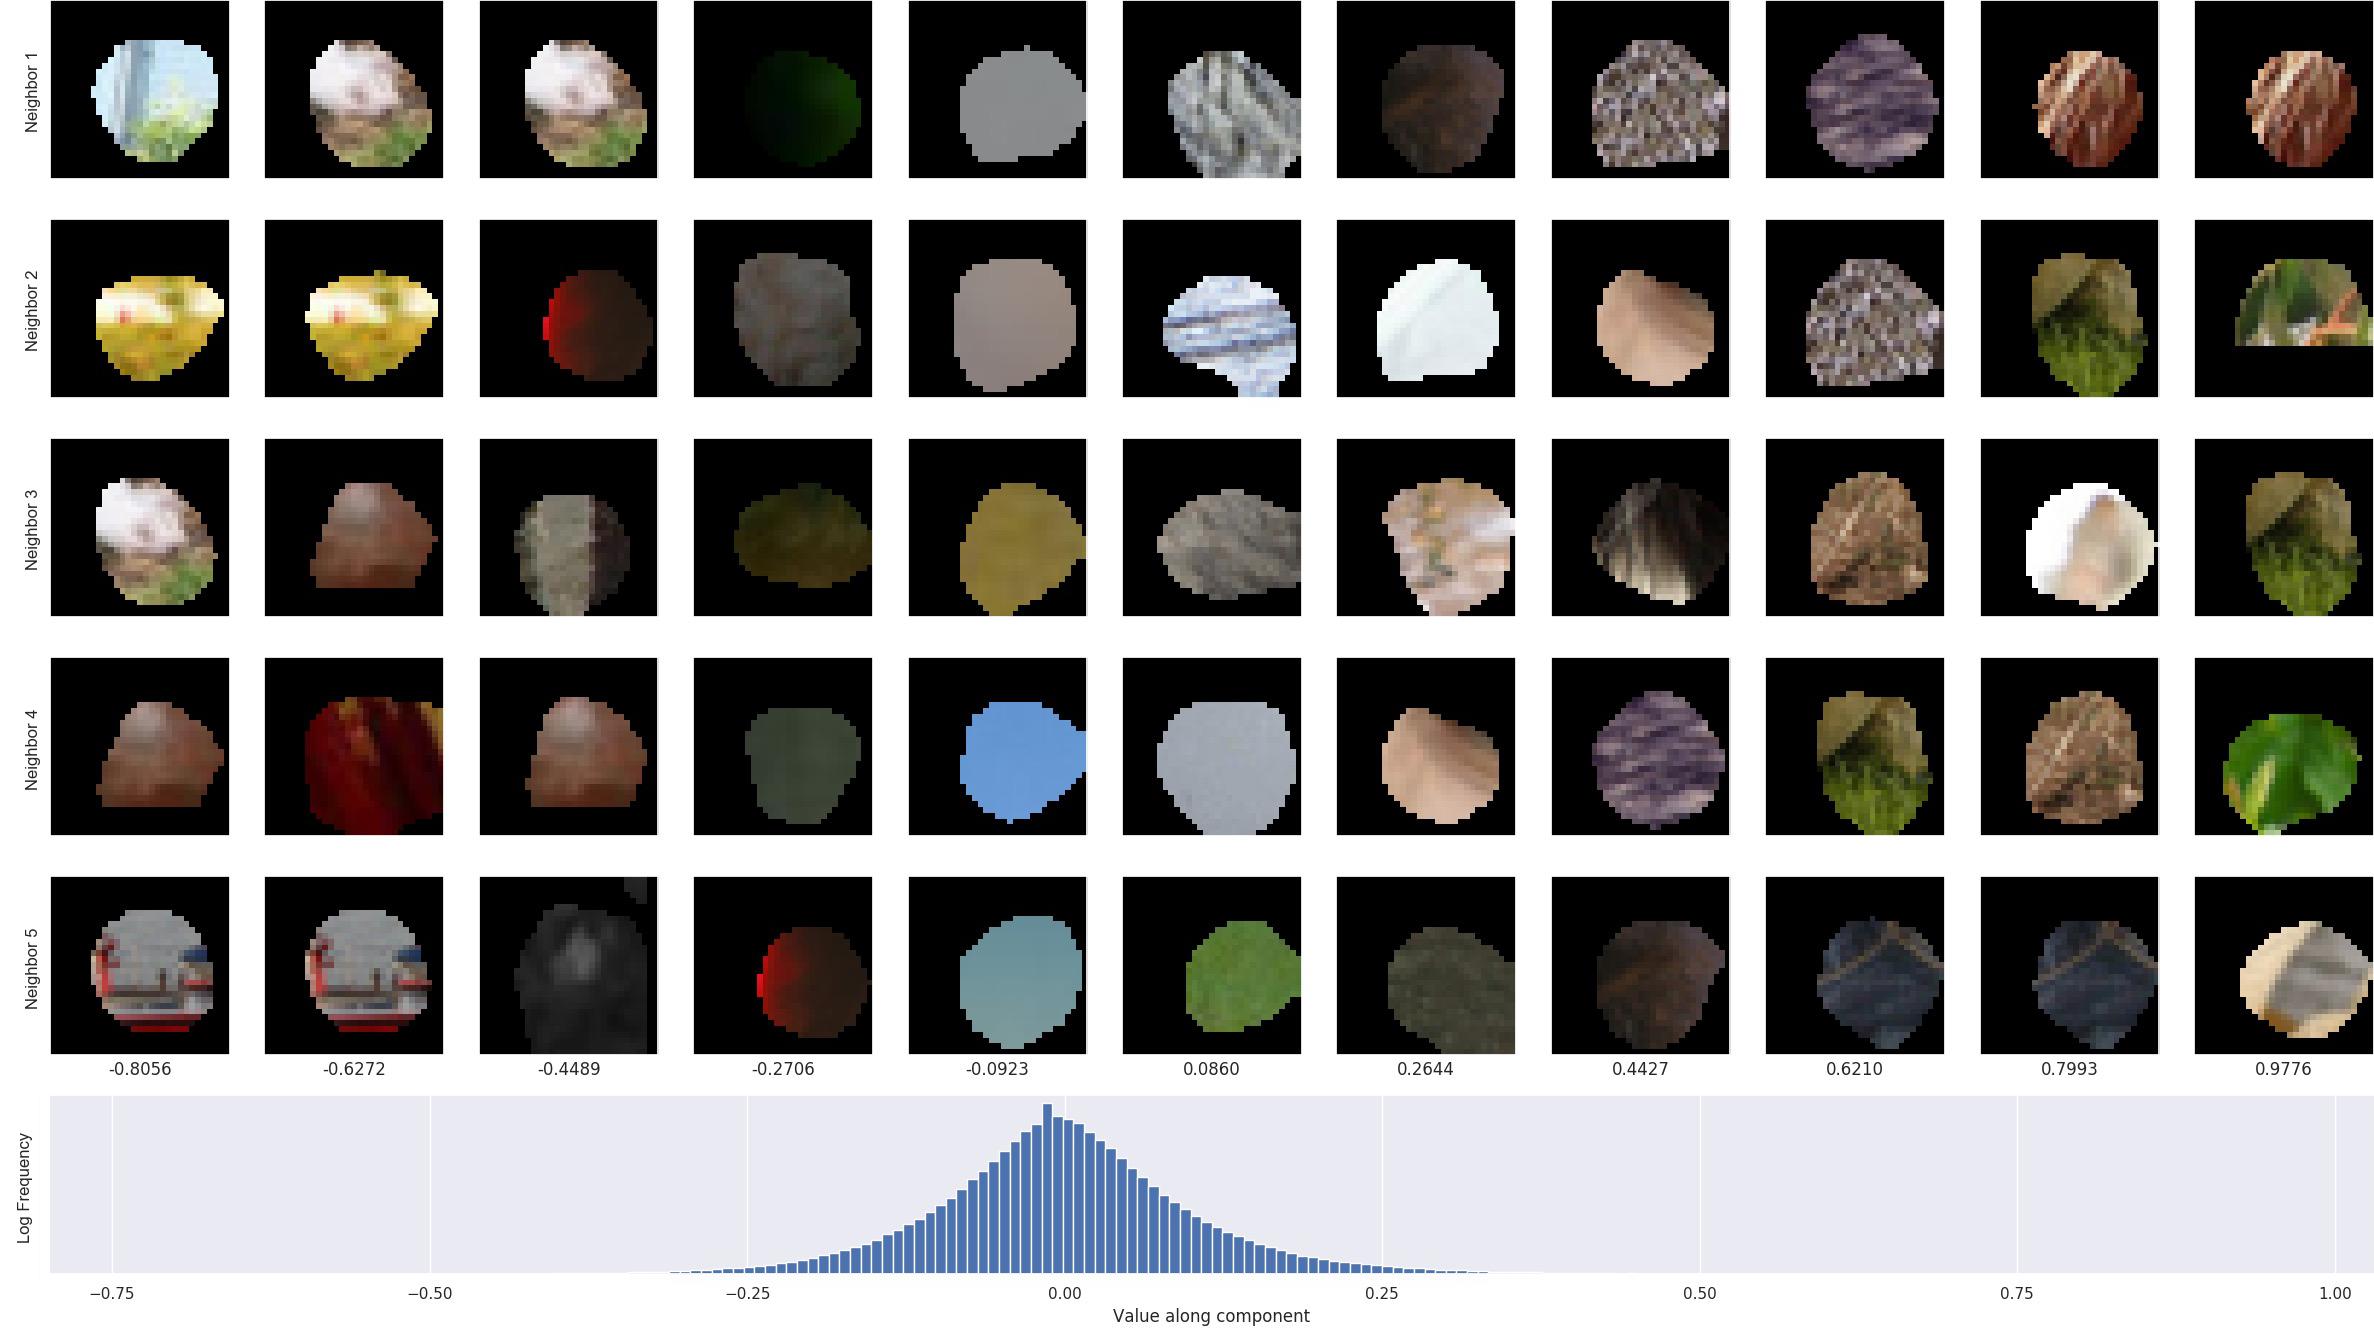 Neighbor 1
Neighbor 2
Neighbor 3
Neighbor 4
Neighbor 5
-0.8056 -0.6272 -0.4489 -0.2706 -0.0923 0.0860 0.2644 0.4427 0.6210 0.7993 0.9776
Log Frequency
−0.75 −0.50 −0.25 0.00 0.25 0.50 0.75 1.00
Value along component